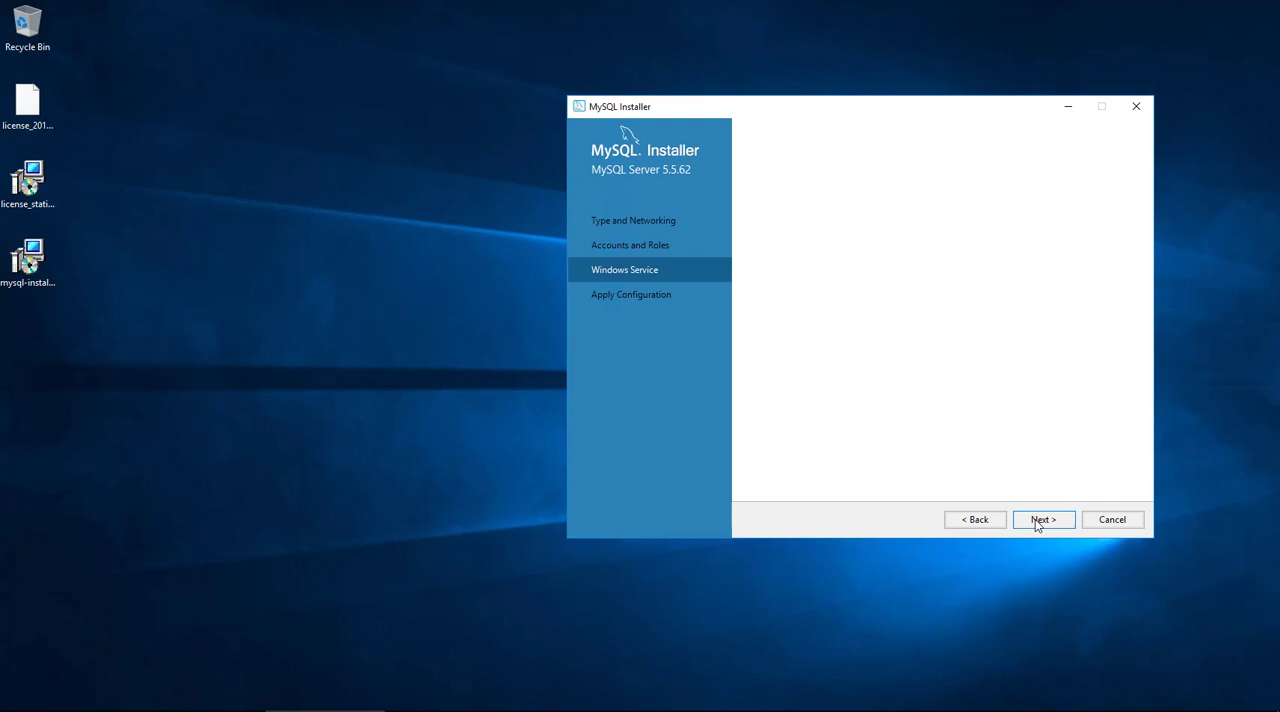 Recycle Bin
license_201...
license_stati...
mysql-instal...
MySQL Installer
MySQL. Installer
MySQL Server 5.5.62
Type and Networking
Accounts and Roles
Windows Service
Apply Configuration
< Back
Next >
Cancel